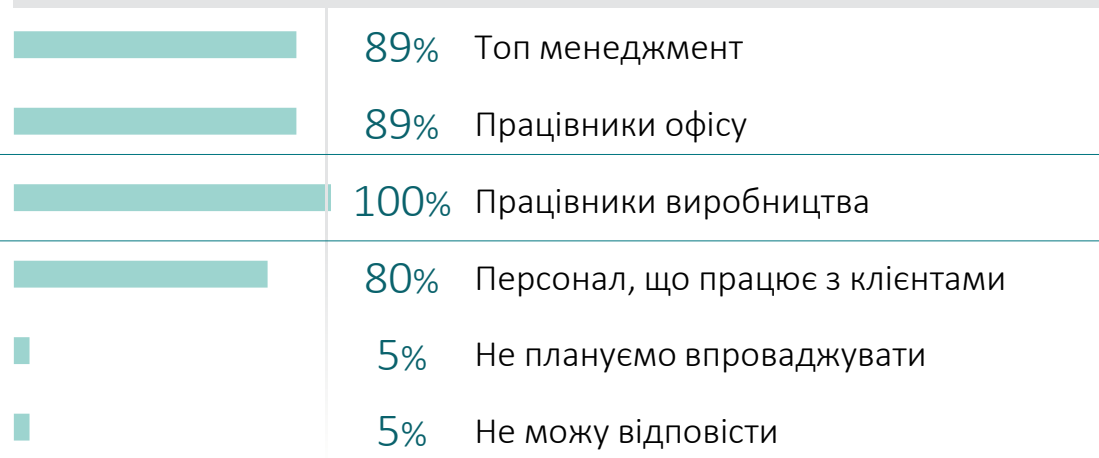 89% Топ менеджмент
89% Працівники офісу
100% Працівники виробництва
80% Персонал, що працює з клієнтами
5% Не плануємо впроваджувати
5% Не можу відповісти